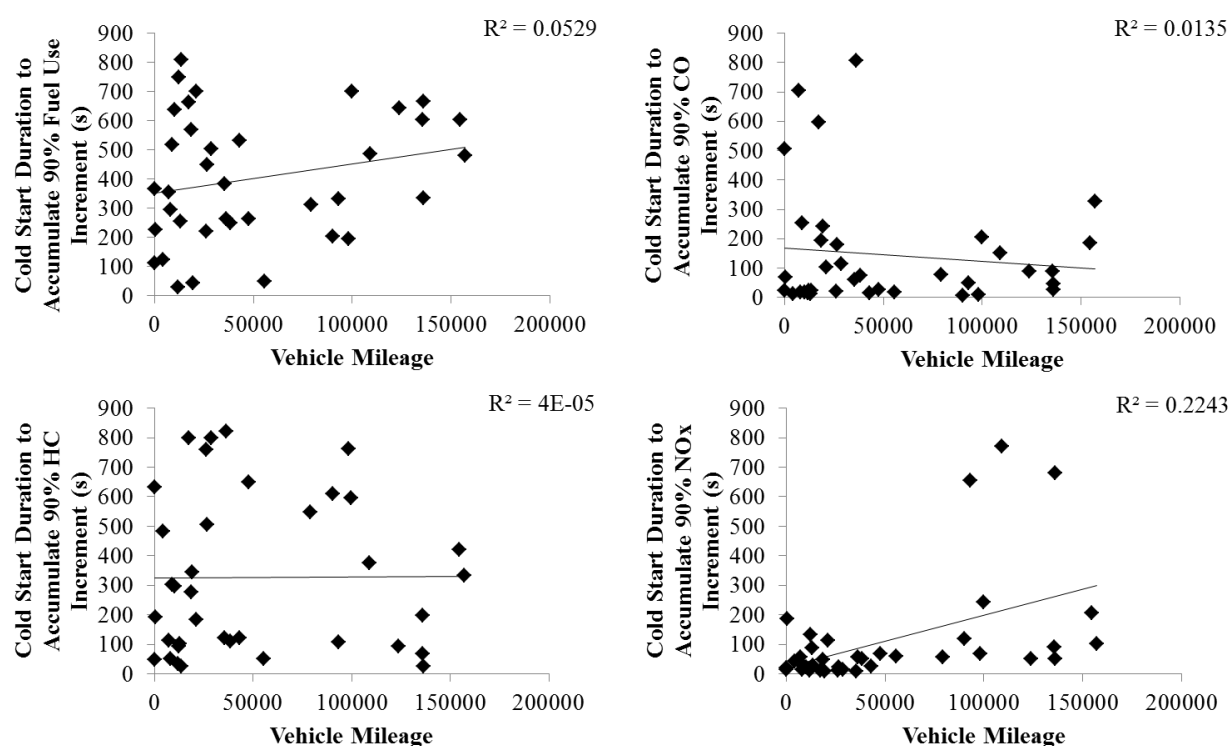 R² = 0.0529
Cold Start Duration to
Accumulate 90% Fuel Use
Increment (s)
900
800
700
600
500
400
300
200
100
0
0 50000 100000 150000 200000
Vehicle Mileage
R² = 0.0135
Cold Start Duration to
Accumulate 90% CO
Increment (s)
900
800
700
600
500
400
300
200
100
0
0 50000 100000 150000 200000
Vehicle Mileage
R² = 4E-05
Cold Start Duration to
Accumulate 90% HC
Increment (s)
900
800
700
600
500
400
300
200
100
0
0 50000 100000 150000 200000
Vehicle Mileage
R² = 0.2243
Cold Start Duration to
Accumulate 90% NOx
Increment (s)
900
800
700
600
500
400
300
200
100
0
0 50000 100000 150000 200000
Vehicle Mileage